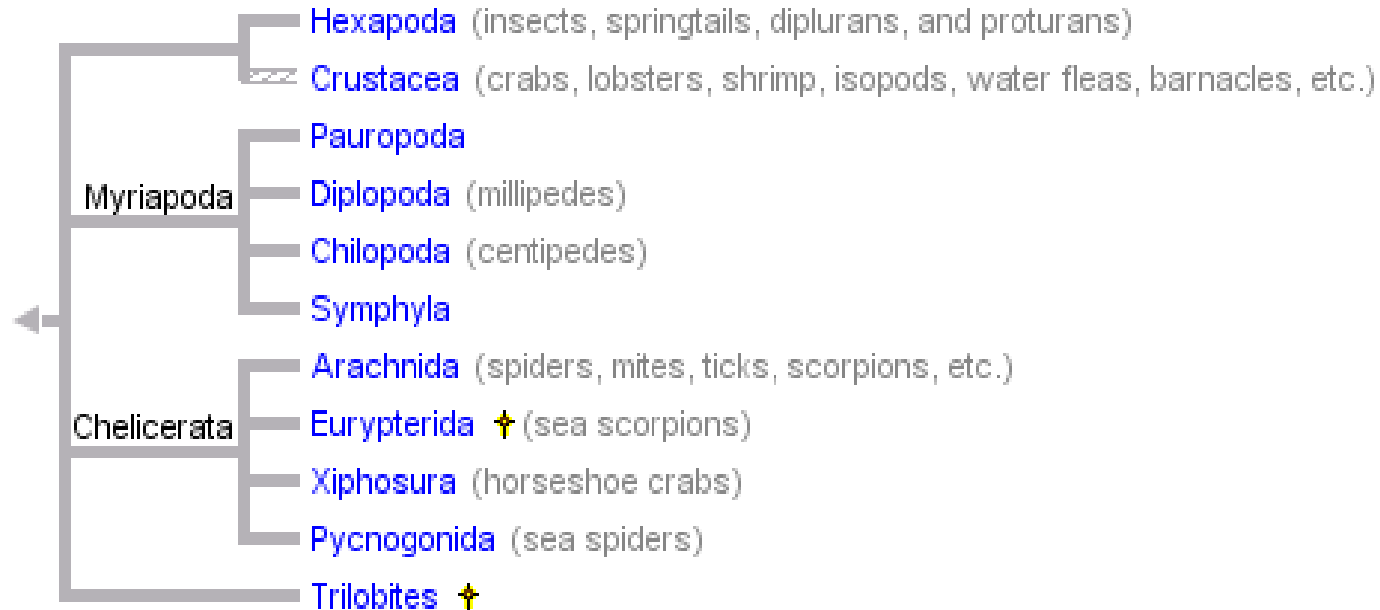 Hexapoda (insects, springtails, diplurans, and proturans)
Crustacea (crabs, lobsters, shrimp, isopods, water fleas, barnacles, etc.)
Pauropoda
Myriapoda
Diplopoda (millipedes)
Chilopoda (centipedes)
Symphyla
Arachnida (spiders, mites, ticks, scorpions, etc.)
Chelicerata
Eurypterida † (sea scorpions)
Xiphosura (horseshoe crabs)
Pycnogonida (sea spiders)
Trilobites †